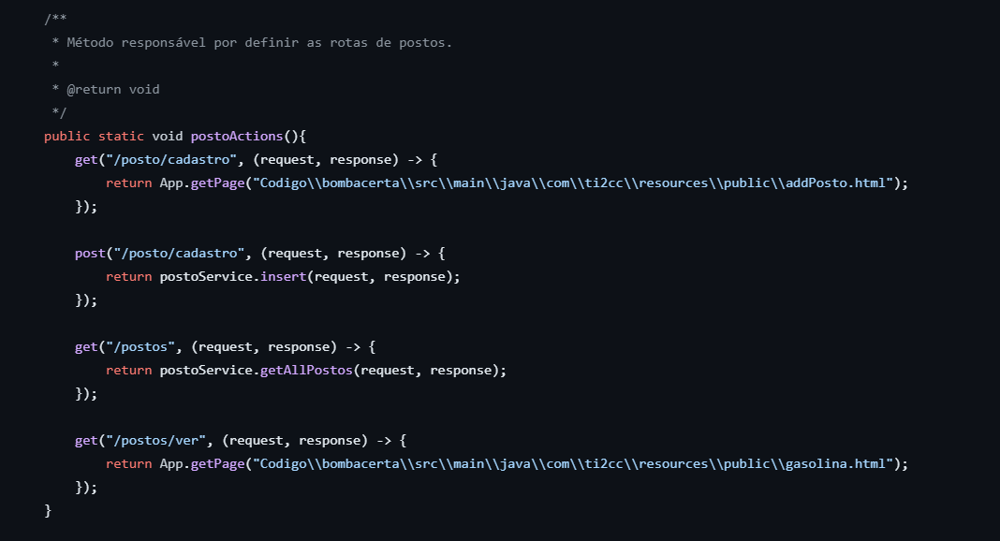 /**
 * Método responsável por definir as rotas de postos.
 *
 * @return void
 */
public static void postoActions(){
    get("/posto/cadastro", (request, response) -> {
        return App.getPage("Codigo\\bombacerta\\src\\main\\java\\com\\ti2cc\\resources\\public\\addPosto.html");
    });

    post("/posto/cadastro", (request, response) -> {
        return postoService.insert(request, response);
    });

    get("/postos", (request, response) -> {
        return postoService.getAllPostos(request, response);
    });

    get("/postos/ver", (request, response) -> {
        return App.getPage("Codigo\\bombacerta\\src\\main\\java\\com\\ti2cc\\resources\\public\\gasolina.html");
    });
}